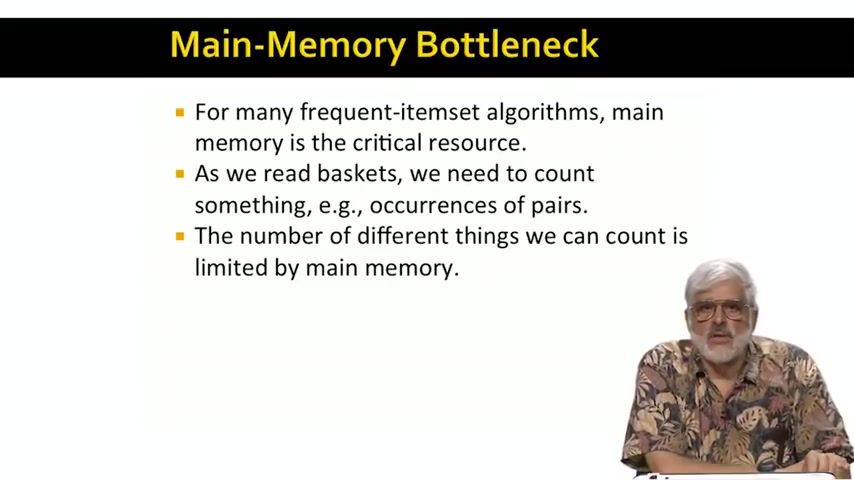 Main-Memory Bottleneck
For many frequent-itemset algorithms, main
memory is the critical resource.
As we read baskets, we need to count
something, e.g., occurrences of pairs.
The number of different things we can count is
limited by main memory.